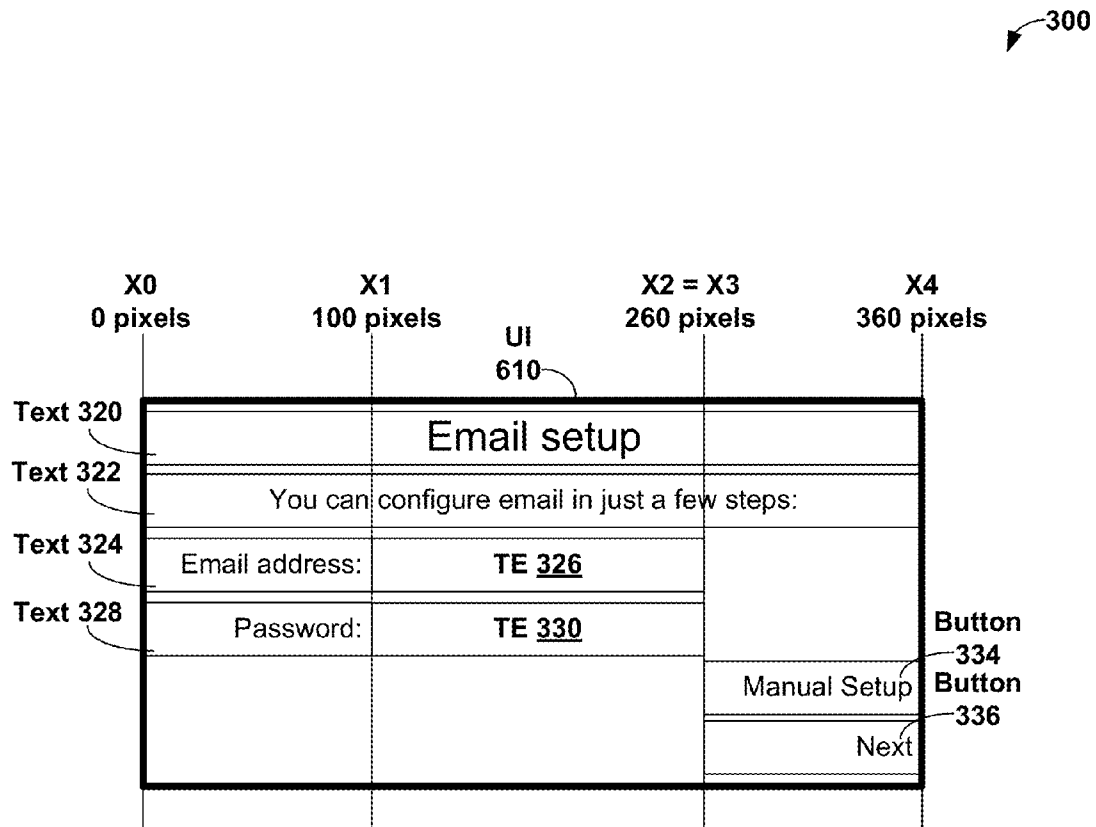 300
X0 X1 X2 = X3 X4
0 pixels 100 pixels 260 pixels 360 pixels
UI
610
Text 320
Email setup
Text 322
You can configure email in just a few steps:
Text 324
Email address: TE 326
Text 328
Password: TE 330
Button
334
Manual Setup
Button
336
Next